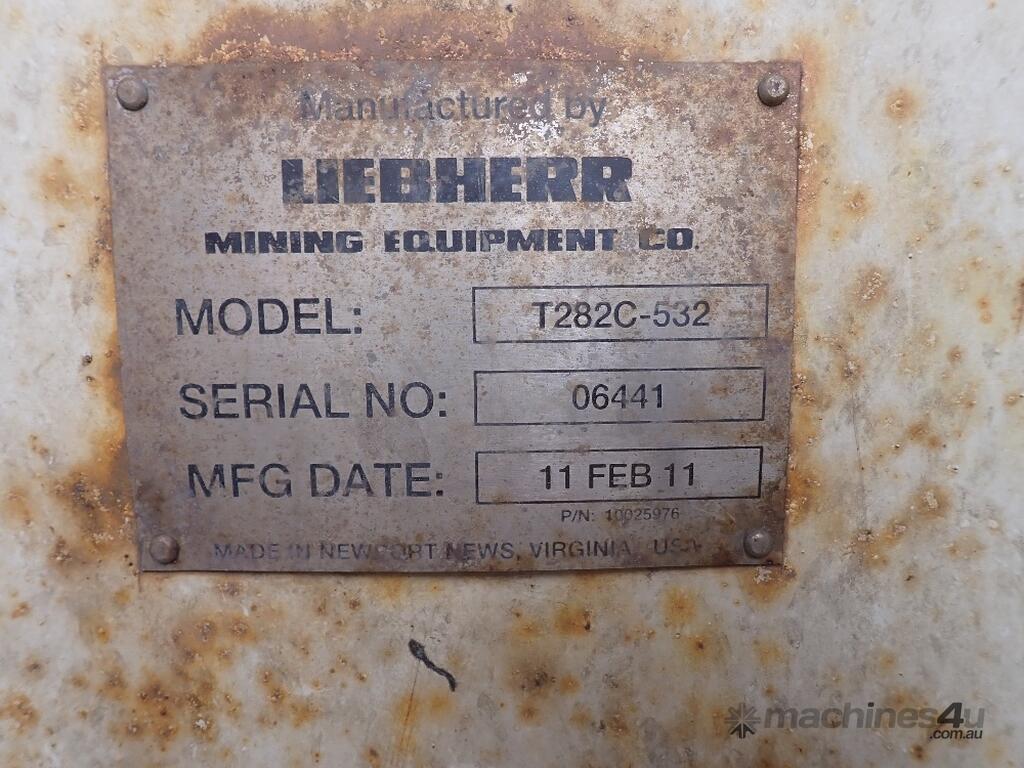 Manufactured by
LIEBHERR
MINING EQUIPMENT CO.
MODEL: T282C-532
SERIAL NO: 06441
MFG DATE: 11 FEB 11
P/N: 10025976
MADE IN NEWPORT NEWS, VIRGINIA, USA
machines4u
.com.au